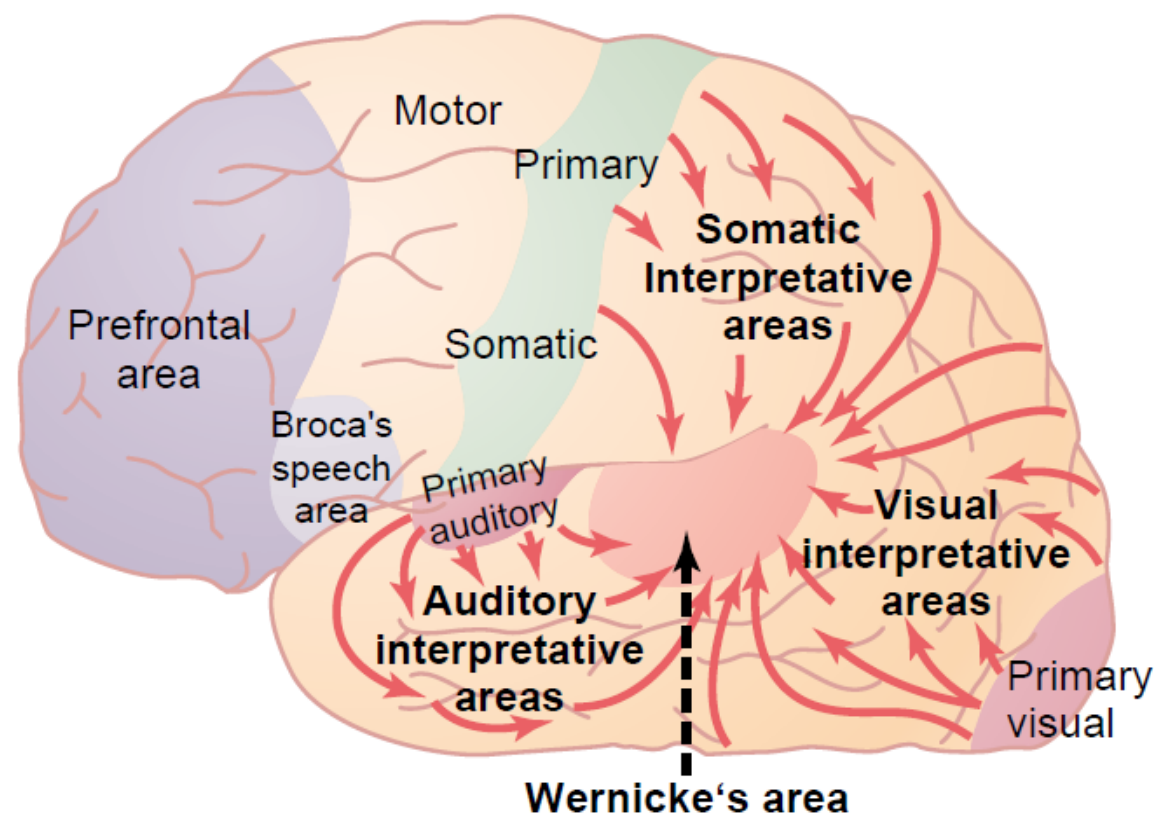 Motor
Primary
Somatic
Interpretative
areas
Prefrontal
area
Somatic
Broca's
speech
area
Primary
auditory
Visual
interpretative
areas
Auditory
interpretative
areas
Primary
visual
Wernicke‘s area